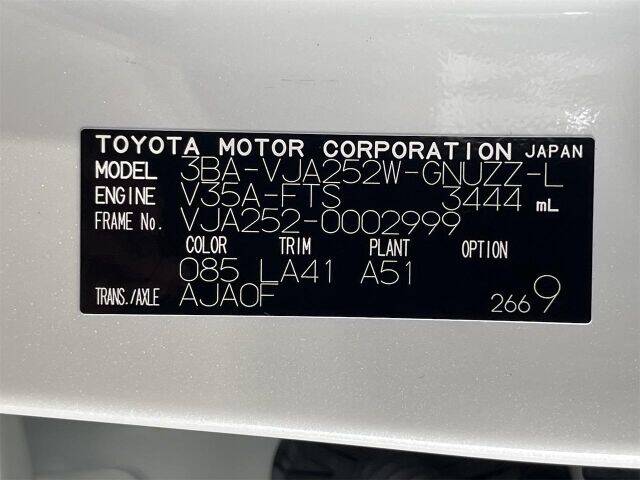 TOYOTA MOTOR CORPORATION JAPAN
MODEL 3BA-VJA252W-GNUZZ-L
ENGINE V35A-FTS 3444 mL
FRAME No. VJA252-0002999
COLOR TRIM PLANT OPTION
085 LA41 A51
TRANS./AXLE AJA0F 266 9